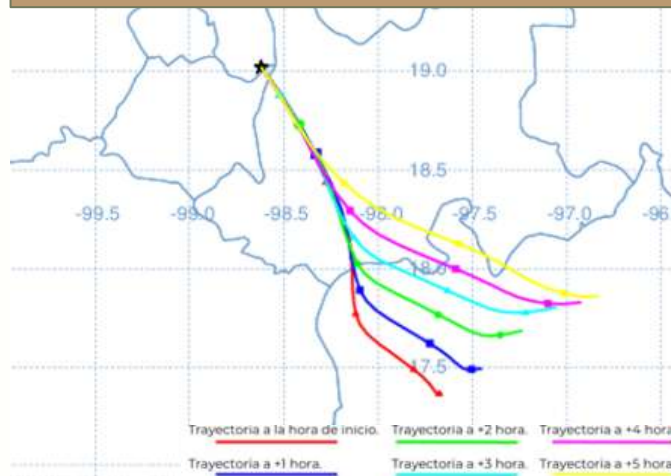 19.0
18.5
-99.5 -99.0 -98.5 -98.0 -97.5 -97.0 -96.
18.0
17.5
Trayectoria a la hora de inicio. Trayectoria a +2 hora. Trayectoria a +4 hora.
Trayectoria a +1 hora. Trayectoria a +3 hora. Trayectoria a +5 hora.